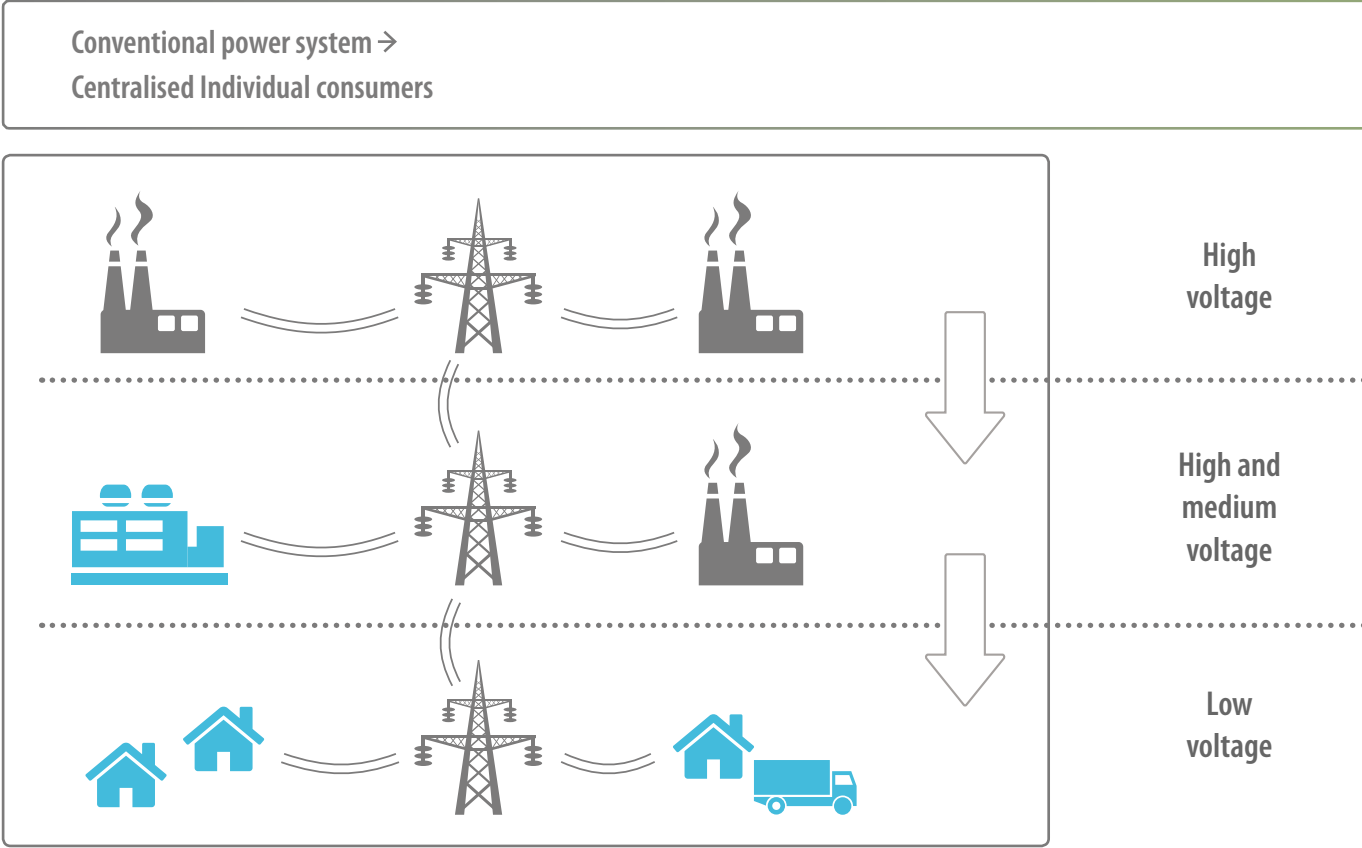 Conventional power system →
Centralised Individual consumers
High
voltage
High and
medium
voltage
Low
voltage